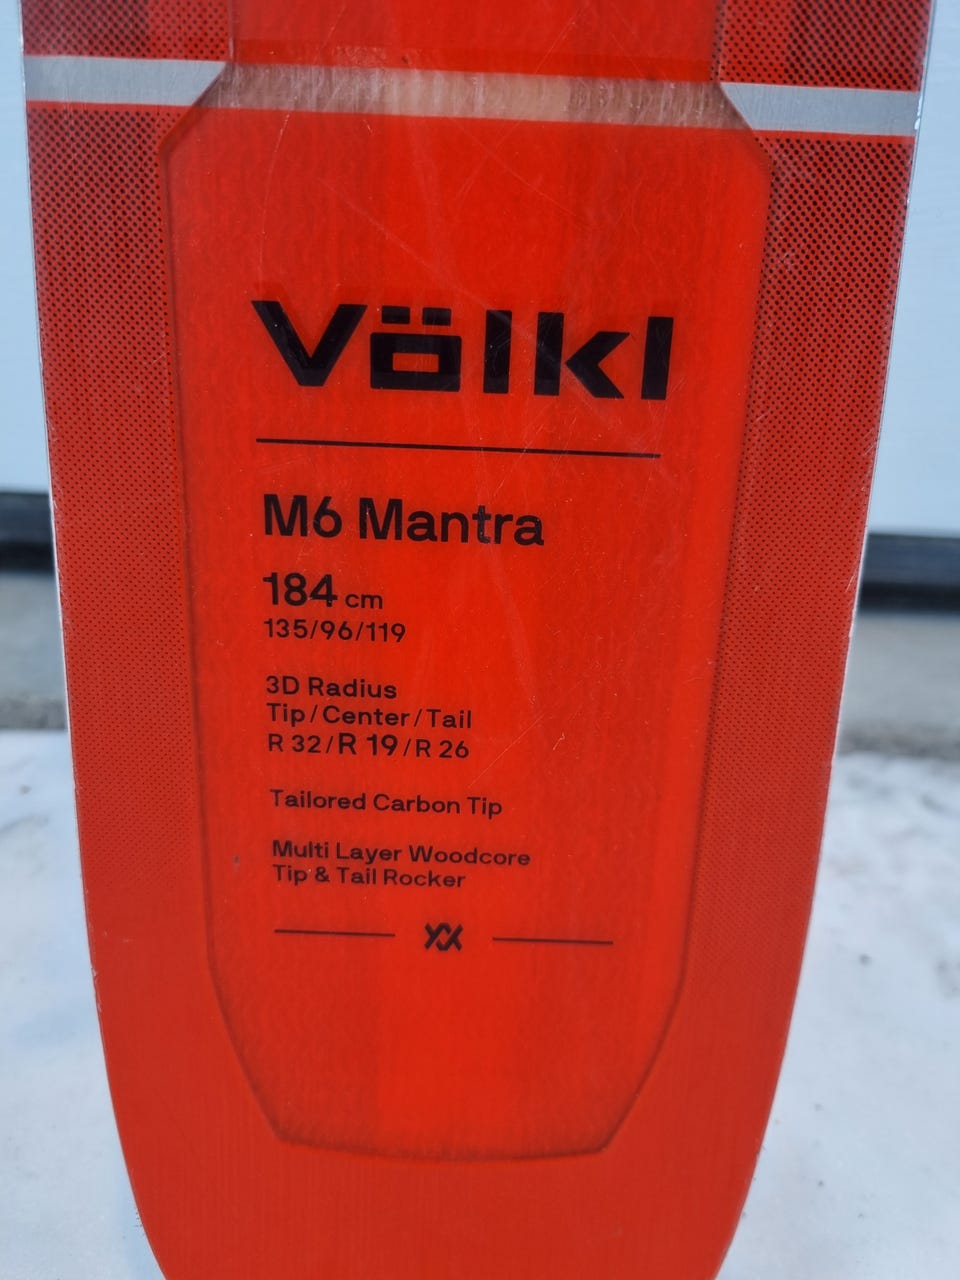 Völkl
M6 Mantra
184 cm
135/96/119
3D Radius
Tip/Center/Tail
R 32/R 19/R 26
Tailored Carbon Tip
Multi Layer Woodcore
Tip & Tail Rocker